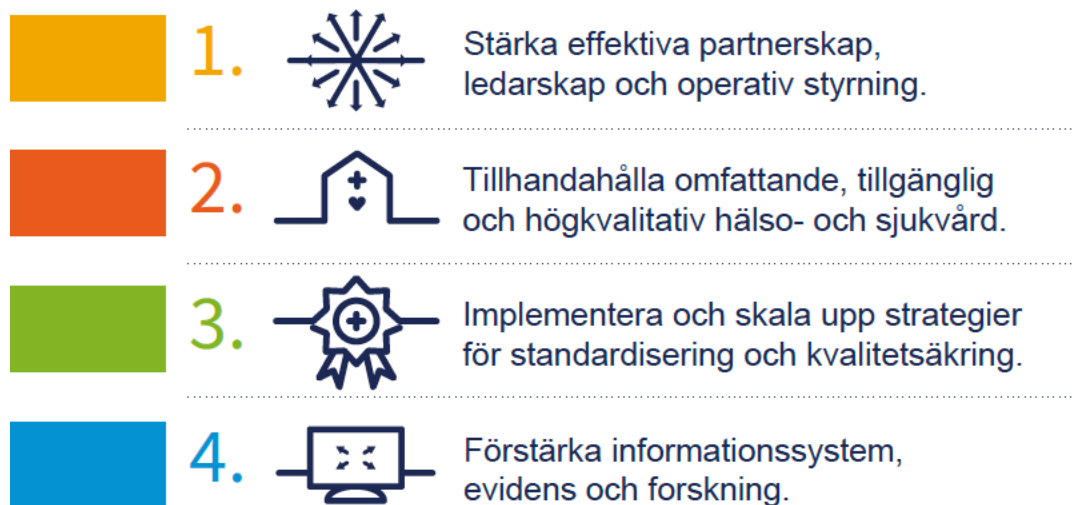 1.
Stärka effektiva partnerskap,
ledarskap och operativ styrning.
2.
Tillhandahålla omfattande, tillgänglig
och högkvalitativ hälso- och sjukvård.
3.
Implementera och skala upp strategier
för standardisering och kvalitetsäkring.
4.
Förstärka informationssystem,
evidens och forskning.